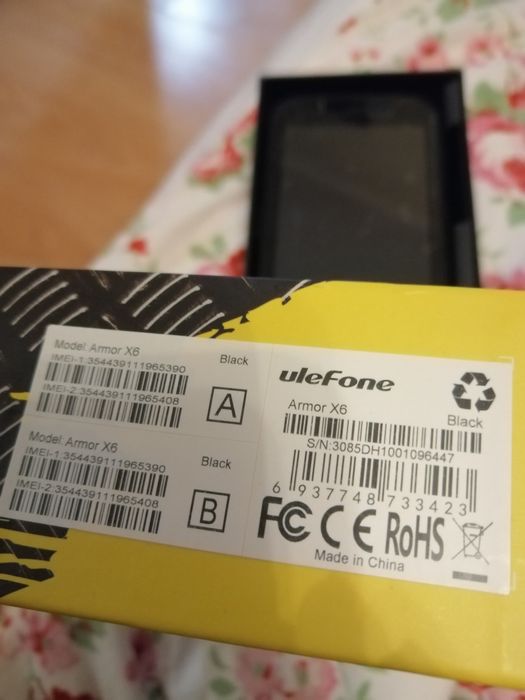 Model: Armor X6
IMEI-1:354439111965390
Black
IMEI-2:354439111965408
A
Model: Armor X6
IMEI-1:354439111965390
Black
IMEI-2:354439111965408
B
uleFone
Armor X6
Black
S/N:3085DH1001096447
6 937748 733423
FC CE RoHS
Made in China